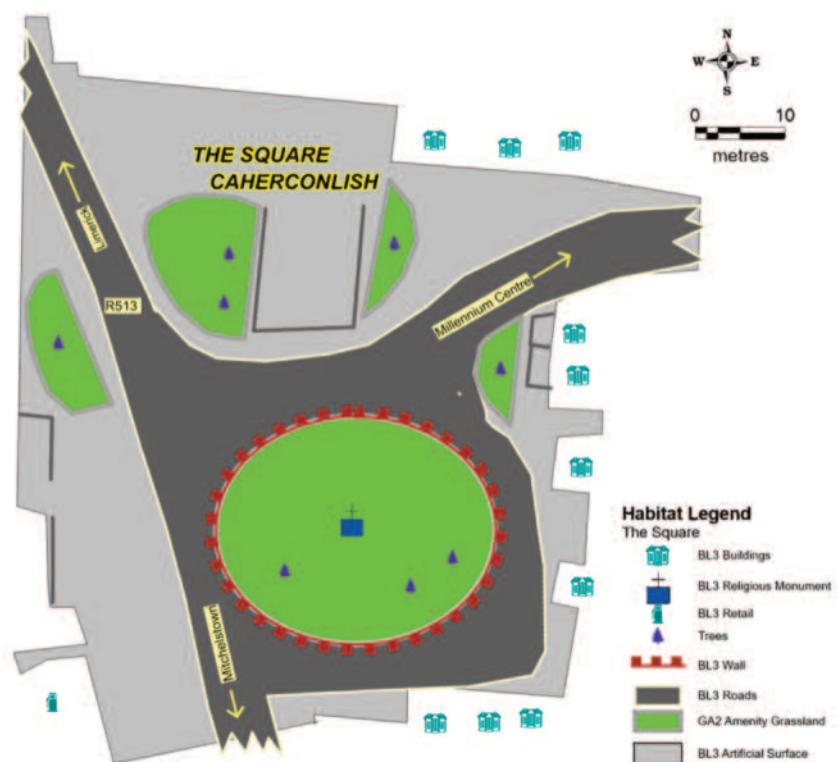 N
W E
S
0 10
metres
THE SQUARE
CAHERCONLISH
Limerick
R513
Millennium Centre
Mitchelstown
Habitat Legend
The Square
BL3 Buildings
BL3 Religious Monument
BL3 Retail
Trees
BL3 Wall
BL3 Roads
GA2 Amenity Grassland
BL3 Artificial Surface